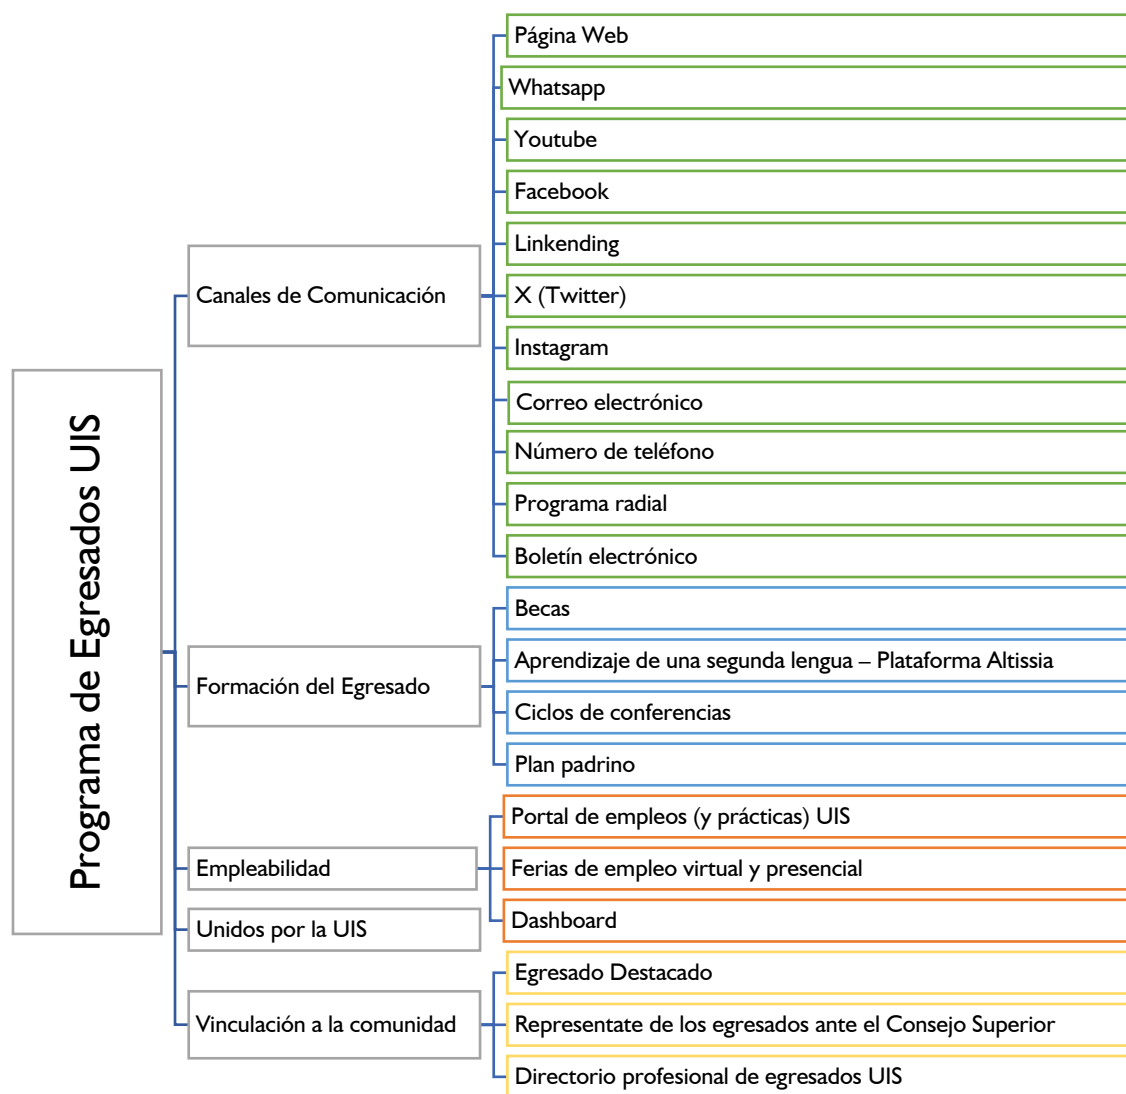 Programa de Egresados UIS
Canales de Comunicación
Página Web
Whatsapp
Youtube
Facebook
Linkending
X (Twitter)
Instagram
Correo electrónico
Número de teléfono
Programa radial
Boletín electrónico
Formación del Egresado
Becas
Aprendizaje de una segunda lengua – Plataforma Altissia
Ciclos de conferencias
Plan padrino
Empleabilidad
Portal de empleos (y prácticas) UIS
Ferias de empleo virtual y presencial
Dashboard
Unidos por la UIS
Vinculación a la comunidad
Egresado Destacado
Representate de los egresados ante el Consejo Superior
Directorio profesional de egresados UIS